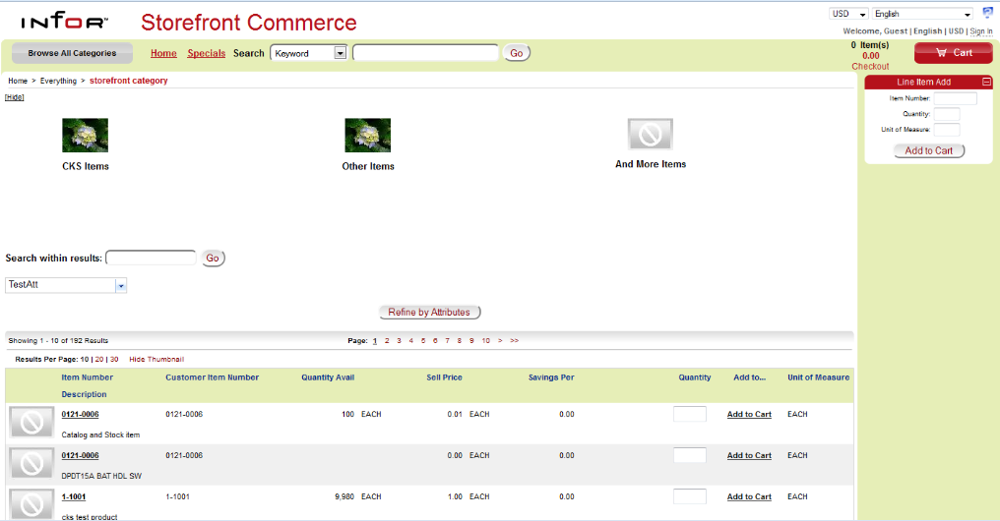 infor™ Storefront Commerce
USD English
Welcome, Guest | English | USD | Sign In
Browse All Categories Home Specials Search Keyword Go
0 Item(s)
0.00
Checkout
Cart
Home > Everything > storefront category
[Hide]
Line Item Add
Item Number:
Quantity:
Unit of Measure:
Add to Cart
CKS Items Other Items And More Items
Search within results: Go
TestAtt
Refine by Attributes
Showing 1 - 10 of 192 Results Page: 1 2 3 4 5 6 7 8 9 10 > >>
Results Per Page: 10 | 20 | 30 Hide Thumbnail
Item Number Customer Item Number Quantity Avail Sell Price Savings Per Quantity Add to... Unit of Measure
Description
0121-0006 0121-0006 100 EACH 0.01 EACH 0.00 Add to Cart EACH
Catalog and Stock item
0121-0006 0121-0006 0.00 EACH 0.00 Add to Cart EACH
DPDT15A BAT HDL SW
1-1001 1-1001 9,980 EACH 1.00 EACH 0.00 Add to Cart EACH
cks test product